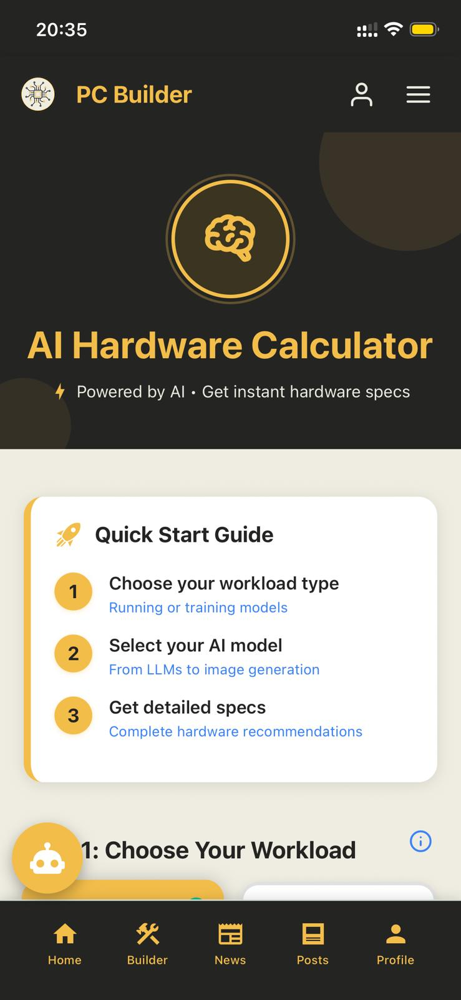 20:35
PC Builder
AI Hardware Calculator
Powered by AI • Get instant hardware specs
Quick Start Guide
1
Choose your workload type
Running or training models
2
Select your AI model
From LLMs to image generation
3
Get detailed specs
Complete hardware recommendations
1: Choose Your Workload
Home
Builder
News
Posts
Profile